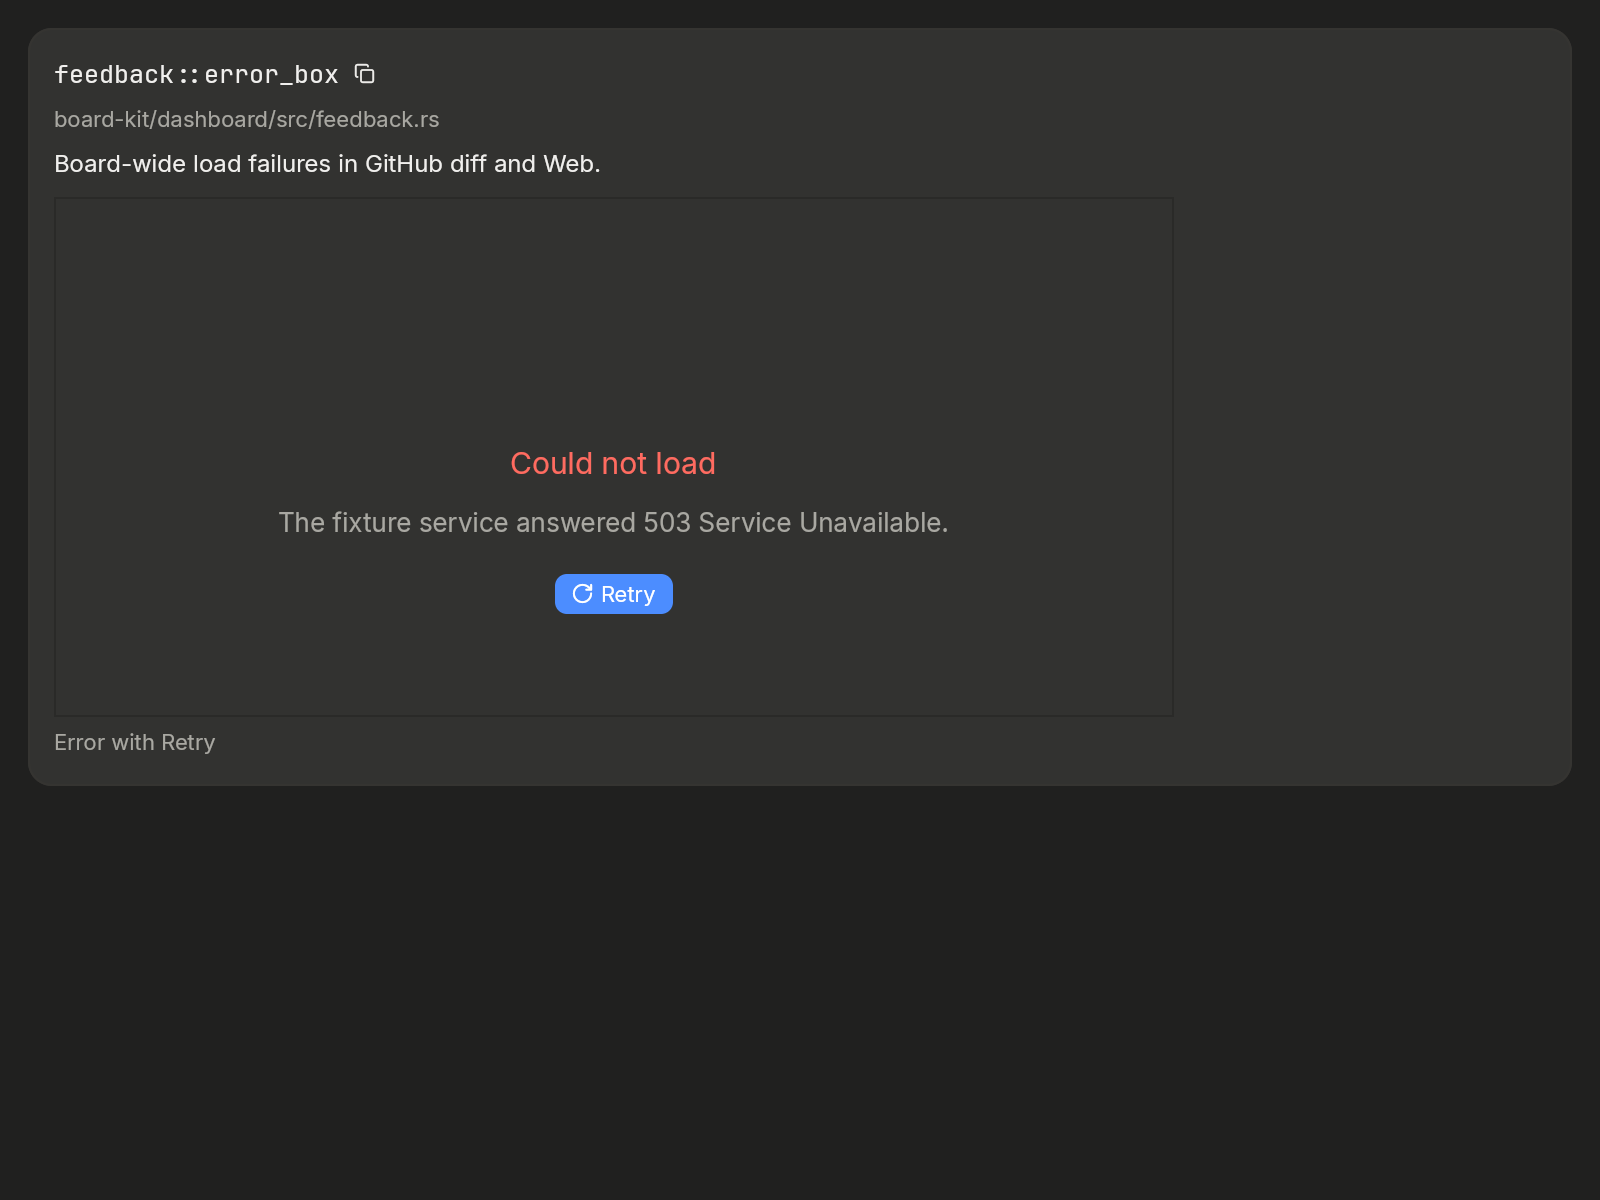 feedback::error_box
board-kit/dashboard/src/feedback.rs
Board-wide load failures in GitHub diff and Web.
Could not load
The fixture service answered 503 Service Unavailable.
Retry
Error with Retry